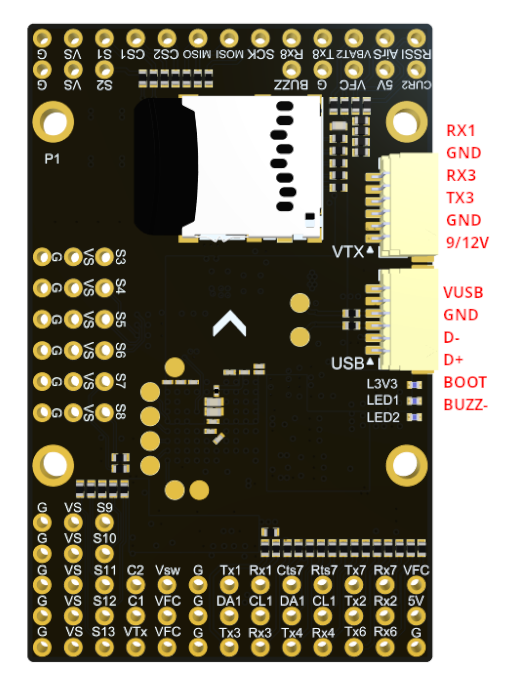 G VS S1 CS1 CS2 MISO MOSI SCK Rx8 Tx8 VBAT2 AirS RSSI
G VS S2 BUZZ G VFC 5V CUR2
P1
RX1
GND
RX3
TX3
GND
9/12V
VTX
VUSB
GND
D-
D+
BOOT
BUZZ-
USB
G VS S3
G VS S4
G VS S5
G VS S6
G VS S7
G VS S8
L3V3
LED1
LED2
G VS S9
G VS S10
G VS S11 C2 Vsw G Tx1 Rx1 Cts7 Rts7 Tx7 Rx7 VFC
G VS S12 C1 VFC G DA1 CL1 DA1 CL1 Tx2 Rx2 5V
G VS S13 VTx VFC G Tx3 Rx3 Tx4 Rx4 Tx6 Rx6 G